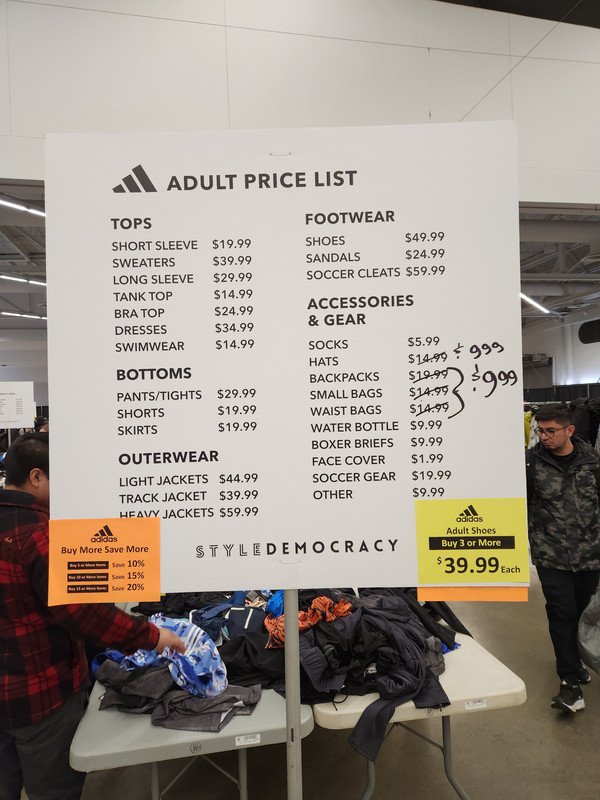 ADULT PRICE LIST
TOPS
SHORT SLEEVE $19.99
SWEATERS $39.99
LONG SLEEVE $29.99
TANK TOP $14.99
BRA TOP $24.99
DRESSES $34.99
SWIMWEAR $14.99
BOTTOMS
PANTS/TIGHTS $29.99
SHORTS $19.99
SKIRTS $19.99
OUTERWEAR
LIGHT JACKETS $44.99
TRACK JACKET $39.99
HEAVY JACKETS $59.99
FOOTWEAR
SHOES $49.99
SANDALS $24.99
SOCCER CLEATS $59.99
ACCESSORIES
& GEAR
SOCKS $5.99
HATS $14.99 $999
BACKPACKS $19.99
SMALL BAGS $14.99 $999
WAIST BAGS $14.99
WATER BOTTLE $9.99
BOXER BRIEFS $9.99
FACE COVER $1.99
SOCCER GEAR $19.99
OTHER $9.99
STYLEDEMOCRACY
adidas
Buy More Save More
Save 10%
Save 15%
Save 20%
adidas
Adult Shoes
Buy 3 or More
$39.99 Each